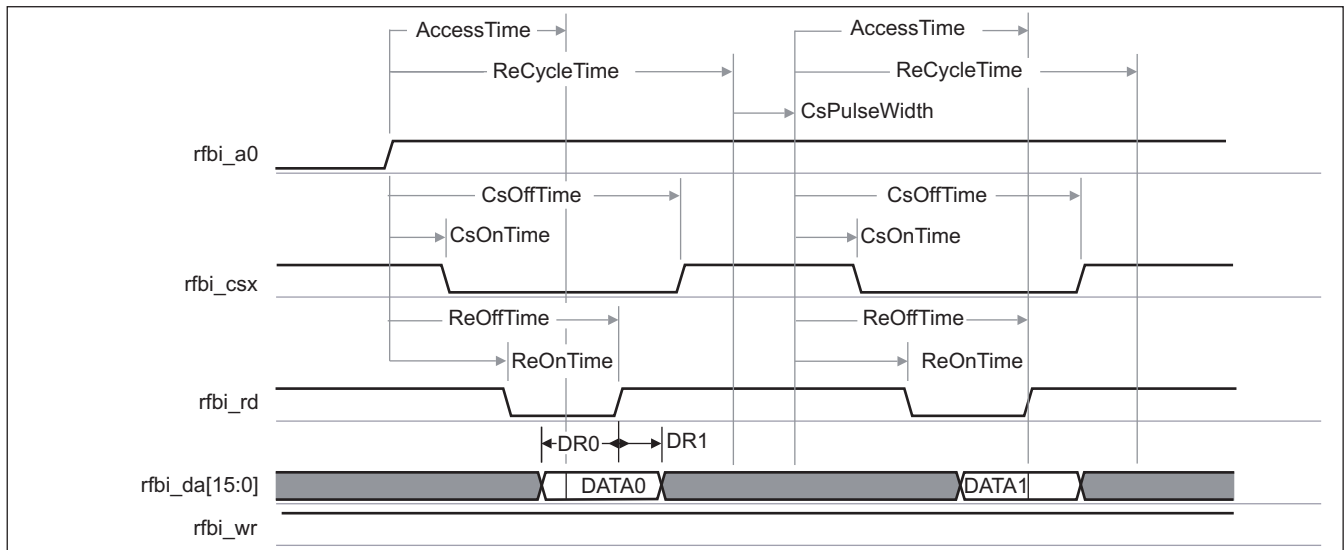 AccessTime AccessTime
ReCycleTime ReCycleTime
CsPulseWidth
rfbi_a0
CsOffTime CsOffTime
CsOnTime CsOnTime
rfbi_csx
ReOffTime ReOffTime
ReOnTime ReOnTime
rfbi_rd
DR0 DR1
rfbi_da[15:0] DATA0 DATA1
rfbi_wr